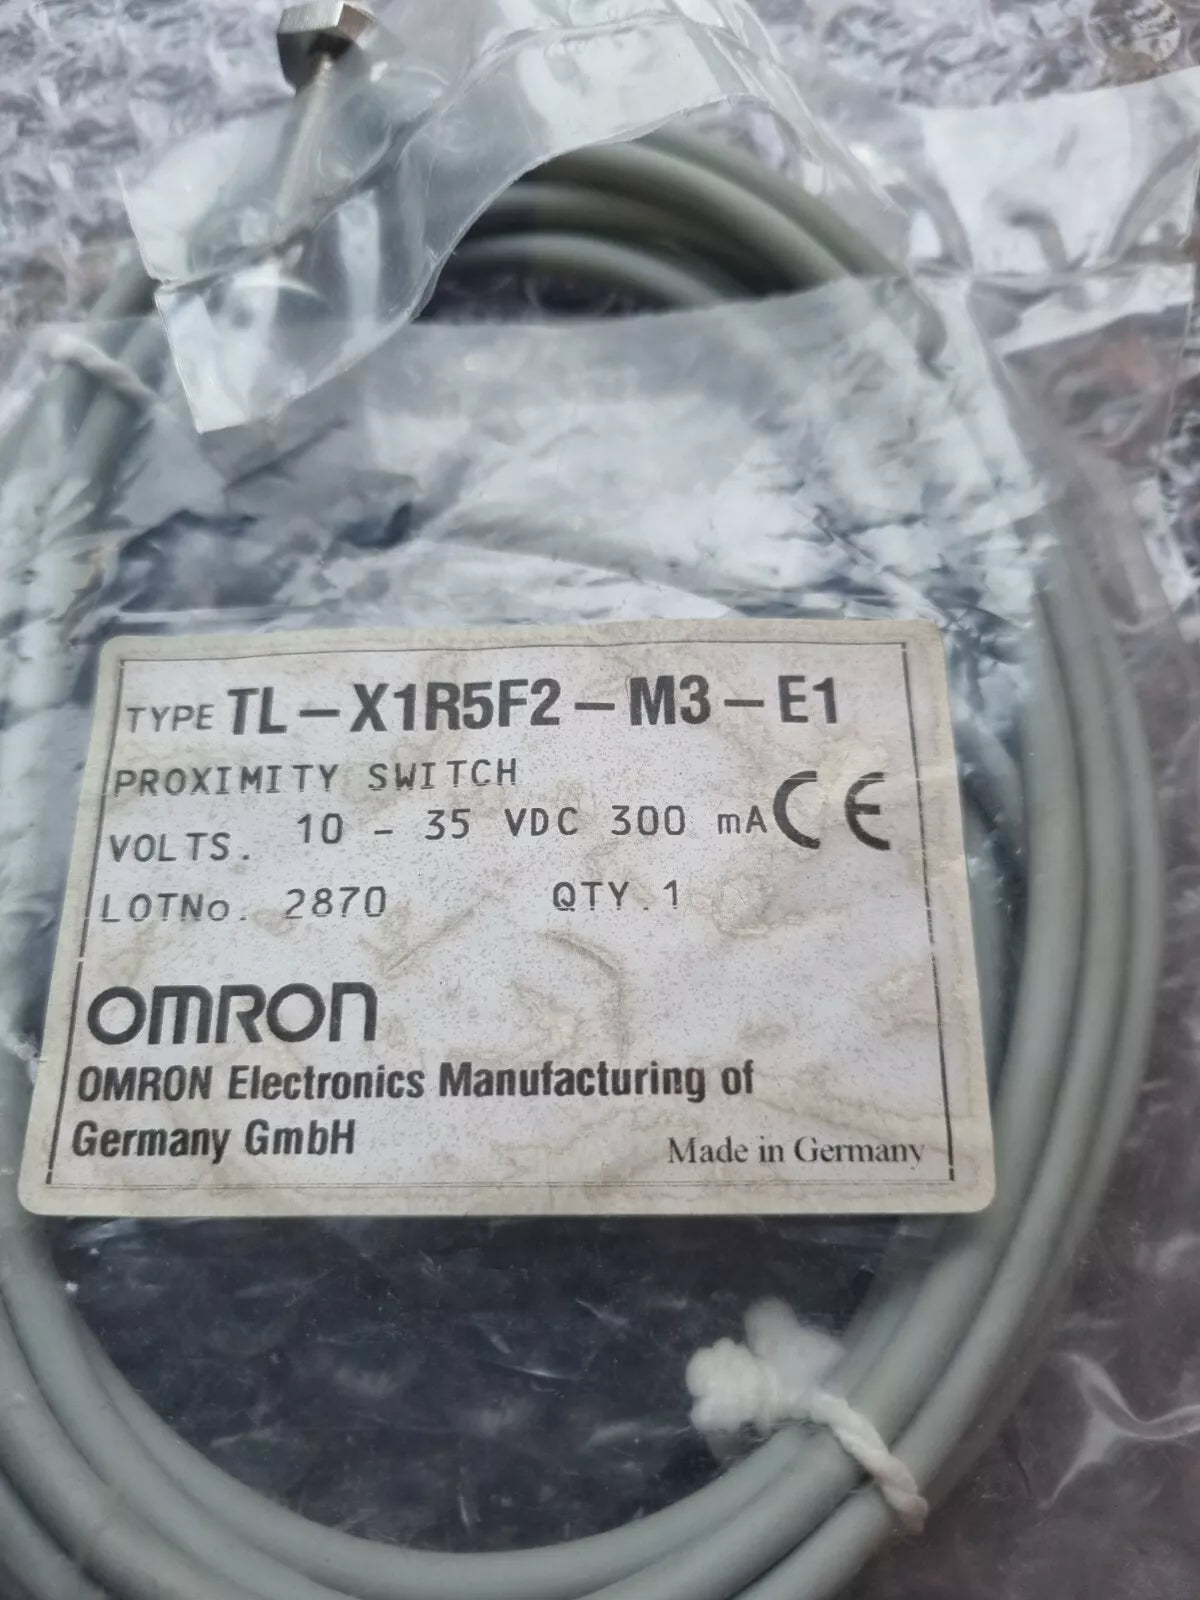 TYPE TL-X1R5F2-M3-E1
PROXIMITY SWITCH
VOLTS. 10 - 35 VDC 300 mA CE
LOTNo. 2870 QTY.1
OMRON
OMRON Electronics Manufacturing of
Germany GmbH
Made in Germany